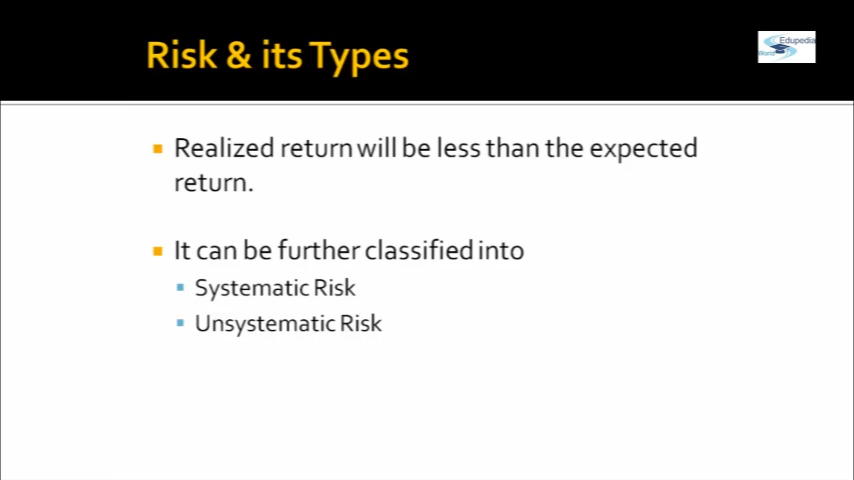 Risk & its Types
Edupedia
World
Realized return will be less than the expected
return.
It can be further classified into
Systematic Risk
Unsystematic Risk